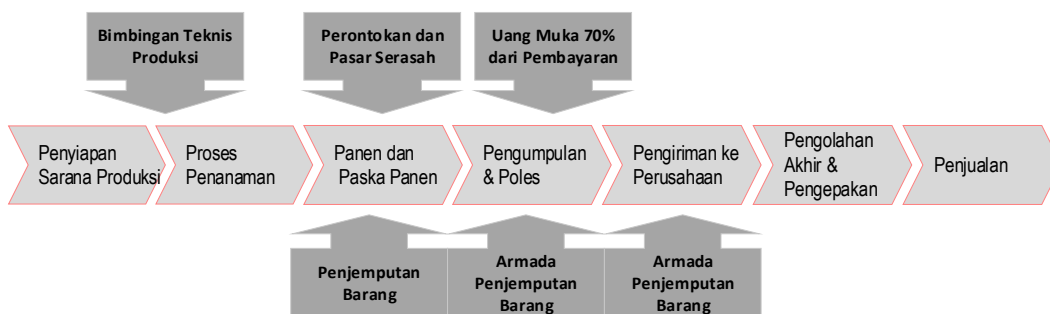 Bimbingan Teknis
Produksi
Perontokan dan
Pasar Serasah
Uang Muka 70%
dari Pembayaran
Penyiapan
Sarana Produksi
Proses
Penanaman
Panen dan
Paska Panen
Pengumpulan
& Poles
Pengiriman ke
Perusahaan
Pengolahan
Akhir &
Pengepakan
Penjualan
Penjemputan
Barang
Armada
Penjemputan
Barang
Armada
Penjemputan
Barang